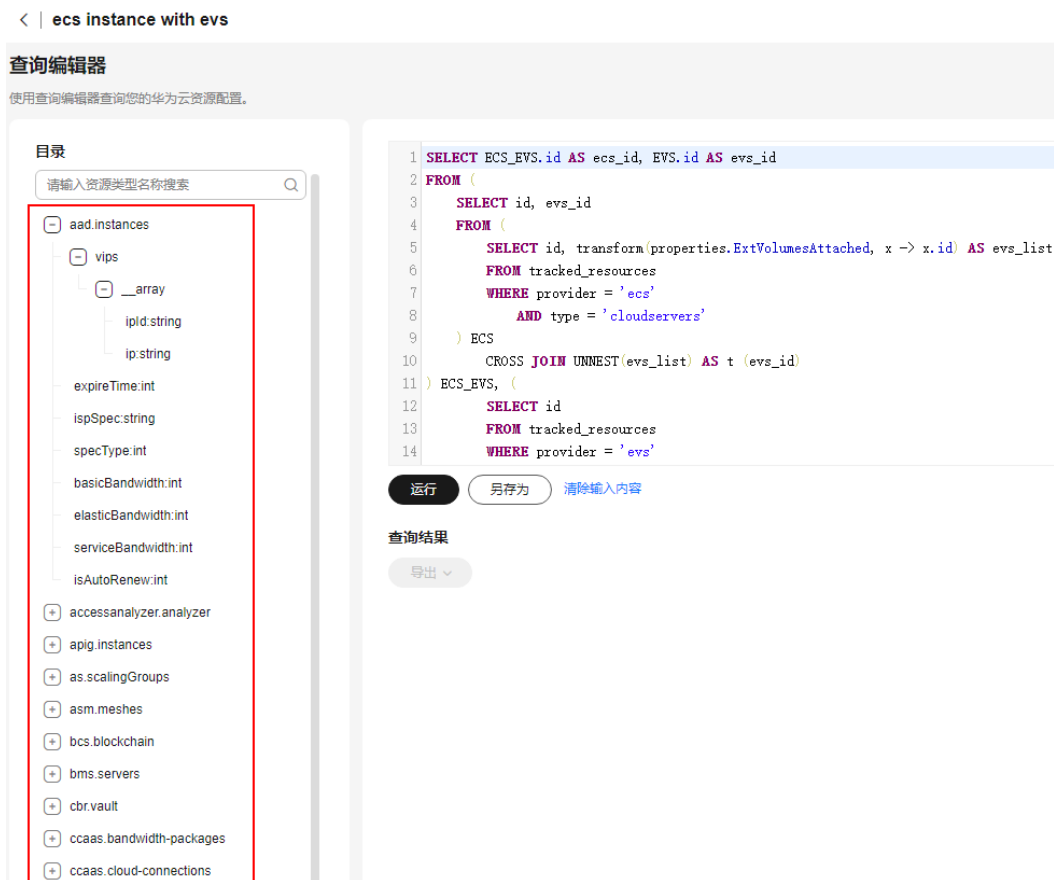 ecs instance with evs
查询编辑器
使用查询编辑器查询您的华为云资源配置。
目录
请输入资源类型名称搜索
aad.instances
vips
__array
ipId:string
ip:string
expireTime:int
ispSpec:string
specType:int
basicBandwidth:int
elasticBandwidth:int
serviceBandwidth:int
isAutoRenew:int
accessanalyzer.analyzer
apig.instances
as.scalingGroups
asm.meshes
bcs.blockchain
bms.servers
cbr.vault
ccaas.bandwidth-packages
ccaas.cloud-connections
1 SELECT ECS_EVS.id AS ecs_id, EVS.id AS evs_id
2 FROM (
3 SELECT id, evs_id
4 FROM (
5 SELECT id, transform(properties.ExtVolumesAttached, x -> x.id) AS evs_list
6 FROM tracked_resources
7 WHERE provider = 'ecs'
8 AND type = 'cloudservers'
9 ) ECS
10 CROSS JOIN UNNEST(evs_list) AS t (evs_id)
11 ) ECS_EVS, (
12 SELECT id
13 FROM tracked_resources
14 WHERE provider = 'evs'
运行 另存为 清除输入内容
查询结果
导出